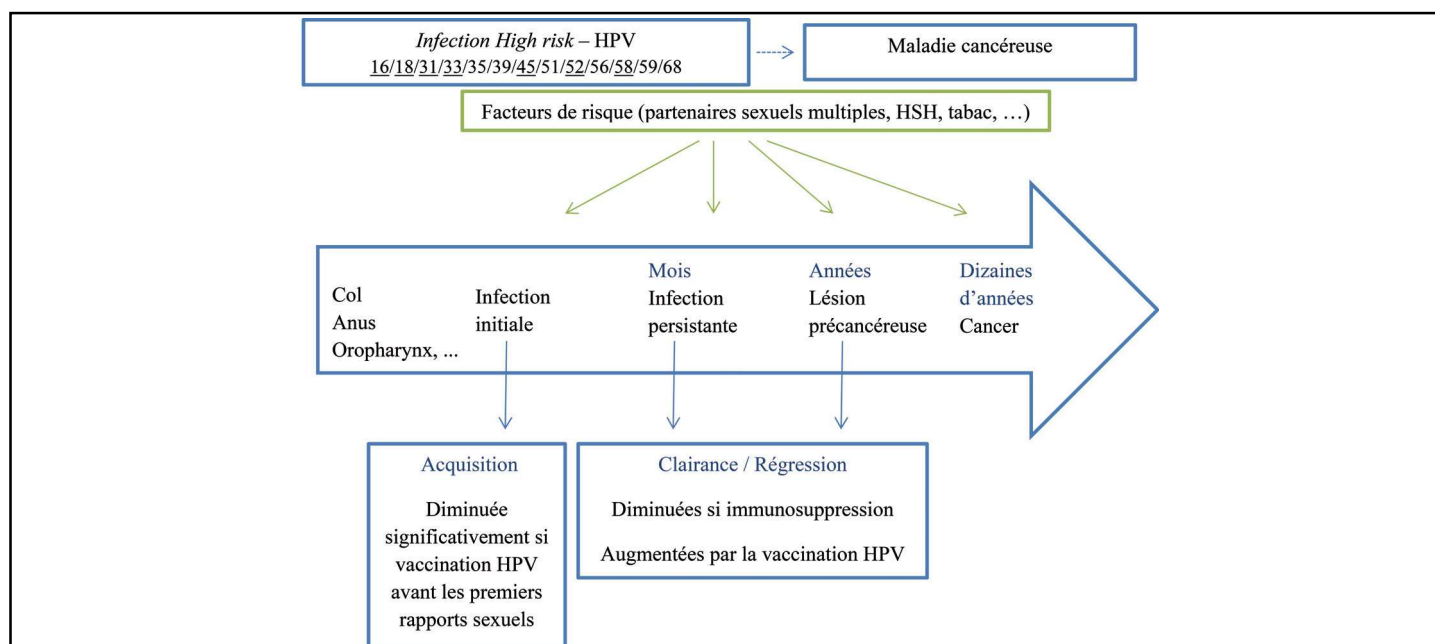 Infection High risk – HPV
16/18/31/33/35/39/45/51/52/56/58/59/68
Maladie cancéreuse
Facteurs de risque (partenaires sexuels multiples, HSH, tabac, …)
Col
Anus
Oropharynx, ...
Infection
initiale
Mois
Infection
persistante
Années
Lésion
précancéreuse
Dizaines
d’années
Cancer
Acquisition
Diminuée
significativement si
vaccination HPV
avant les premiers
rapports sexuels
Clairance / Régression
Diminuées si immunosuppression
Augmentées par la vaccination HPV